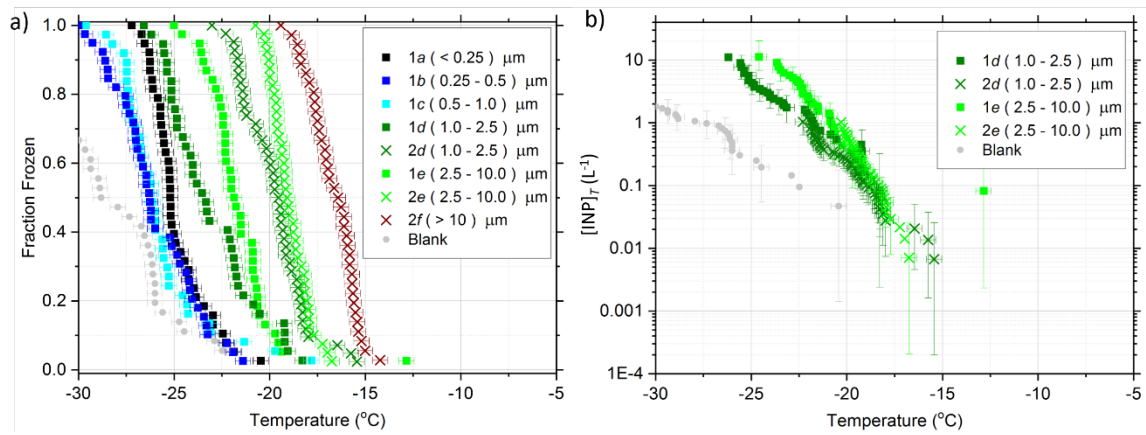 a)
1.0
0.8
0.6
0.4
0.2
0.0
Fraction Frozen
1a ( < 0.25 ) μm
1b ( 0.25 - 0.5 ) μm
1c ( 0.5 - 1.0 ) μm
1d ( 1.0 - 2.5 ) μm
2d ( 1.0 - 2.5 ) μm
1e ( 2.5 - 10.0 ) μm
2e ( 2.5 - 10.0 ) μm
2f ( > 10 ) μm
Blank
-30 -25 -20 -15 -10 -5
Temperature (°C)
b)
10
1
0.1
0.01
0.001
1E-4
[INP]T (L-1)
1d ( 1.0 - 2.5 ) μm
2d ( 1.0 - 2.5 ) μm
1e ( 2.5 - 10.0 ) μm
2e ( 2.5 - 10.0 ) μm
Blank
-30 -25 -20 -15 -10 -5
Temperature (°C)